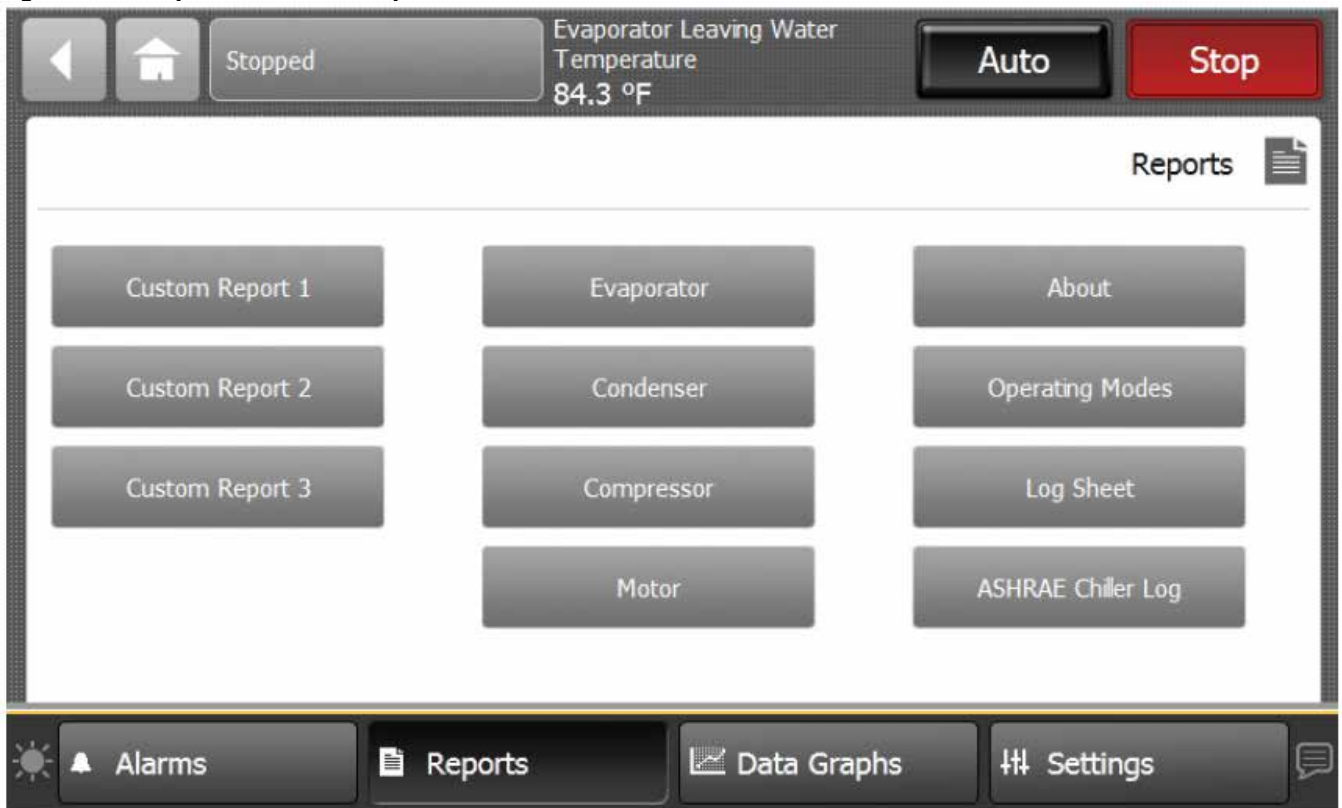 Stopped
Evaporator Leaving Water
Temperature
84.3 ºF
Auto
Stop
Reports
Custom Report 1
Evaporator
About
Custom Report 2
Condenser
Operating Modes
Custom Report 3
Compressor
Log Sheet
Motor
ASHRAE Chiller Log
Alarms
Reports
Data Graphs
Settings